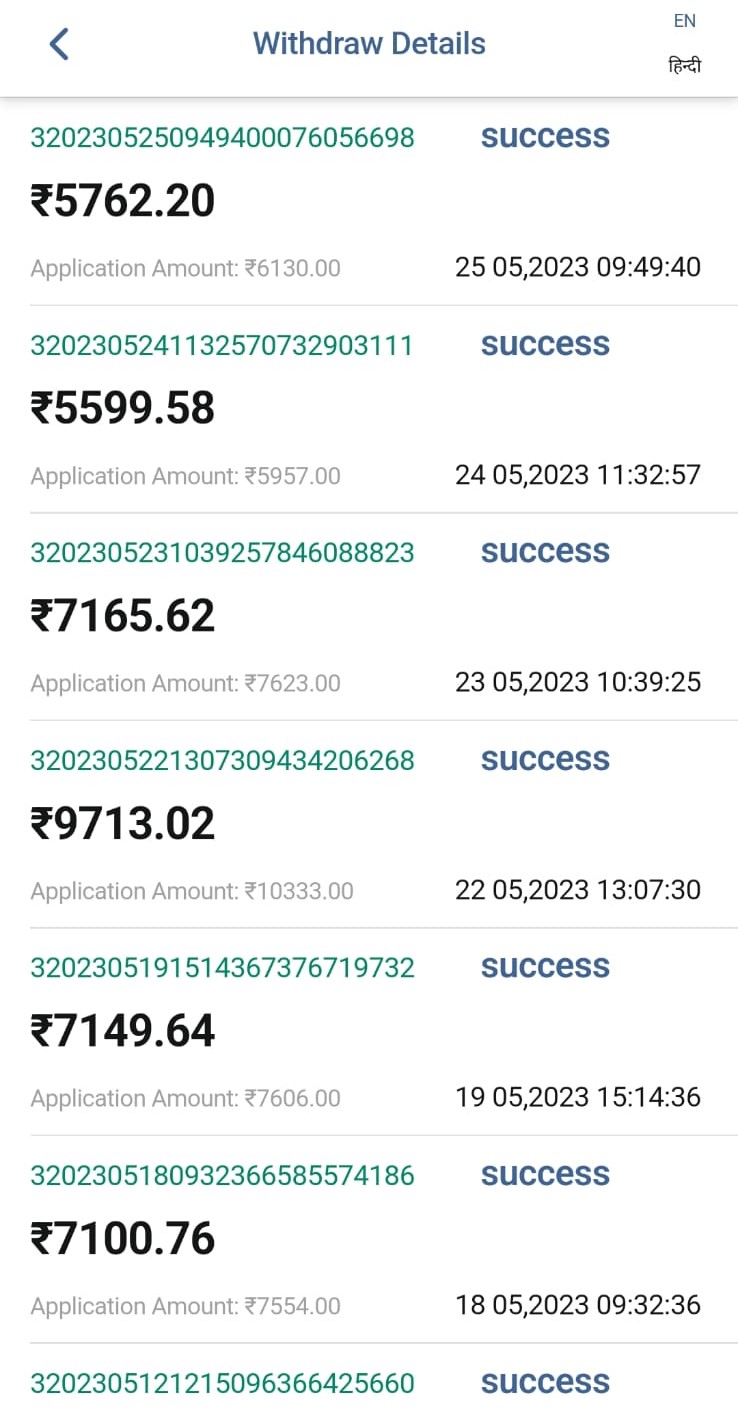 Withdraw Details
EN
हिन्दी
3202305250949400076056698 success
₹5762.20
Application Amount: ₹6130.00 25 05,2023 09:49:40
3202305241132570732903111 success
₹5599.58
Application Amount: ₹5957.00 24 05,2023 11:32:57
3202305231039257846088823 success
₹7165.62
Application Amount: ₹7623.00 23 05,2023 10:39:25
3202305221307309434206268 success
₹9713.02
Application Amount: ₹10333.00 22 05,2023 13:07:30
3202305191514367376719732 success
₹7149.64
Application Amount: ₹7606.00 19 05,2023 15:14:36
3202305180932366585574186 success
₹7100.76
Application Amount: ₹7554.00 18 05,2023 09:32:36
3202305121215096366425660 success